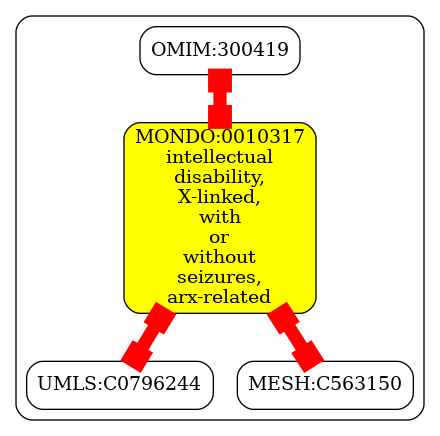 OMIM:300419
MONDO:0010317
intellectual
disability,
X-linked,
with
or
without
seizures,
arx-related
UMLS:C0796244
MESH:C563150